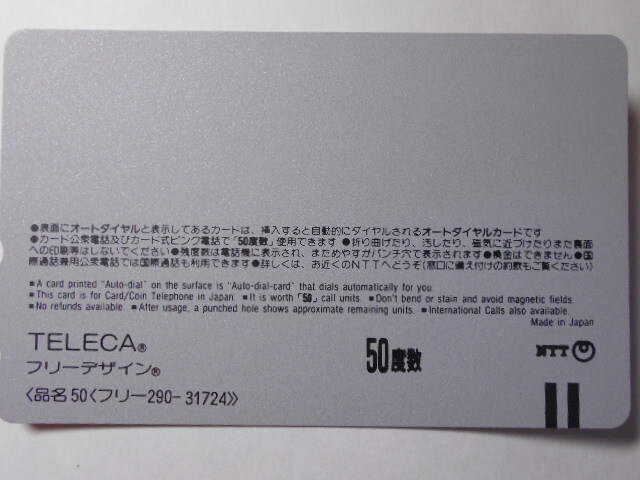 ●表面にオートダイヤルと表示してあるカードは、挿入すると自動的にダイヤルされるオートダイヤルカードです
●カード公衆電話及びカード式ピンク電話で「50度数」使用できます ●折り曲げたり、汚したり、磁気に近づけたりまた裏面
への印刷等はしないでください ●残度数は電話機に表示され、まためやすがパンチ穴で表示されます ●換金はできません ●国
際通話兼用公衆電話では国際通話も利用できます ●詳しくは、お近くのNTTへどうぞ(窓口に備え付けの約款もご覧ください)
■A card printed "Auto-dial" on the surface is "Auto-dial-card" that dials automatically for you.
■This card is for Card/Coin Telephone in Japan. ■It is worth「50」call units. ■Don't bend or stain and avoid magnetic fields.
■No refunds available. ■After usage, a punched hole shows approximate remaining units. ■International Calls also available.
Made in Japan
TELECA®
フリーデザイン®
50度数
NTT
〈品名50〈フリー290-31724〉〉